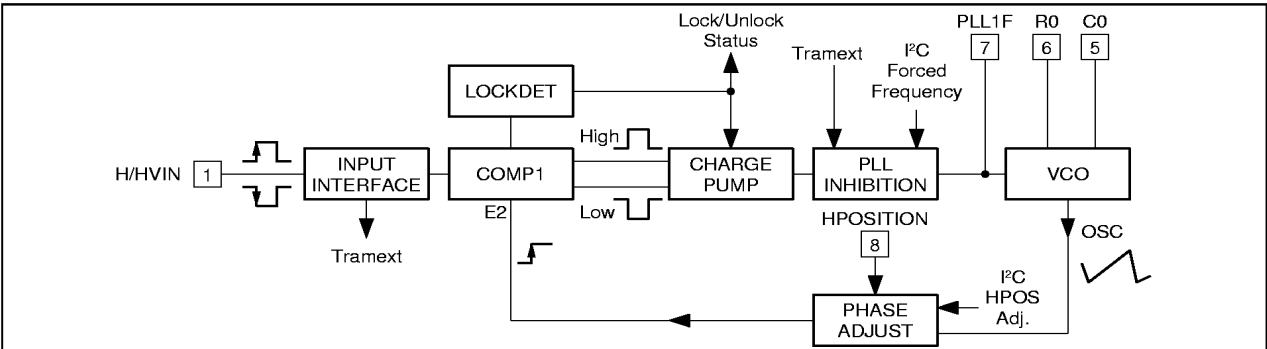 Lock/Unlock
Status
PLL1F
R0
C0
7
6
5
Tramext
I²C
Forced
Frequency
LOCKDET
High
H/HVIN
1
INPUT
INTERFACE
COMP1
CHARGE
PUMP
PLL
INHIBITION
VCO
E2
Low
HPOSITION
8
OSC
Tramext
I²C
HPOS
Adj.
PHASE
ADJUST